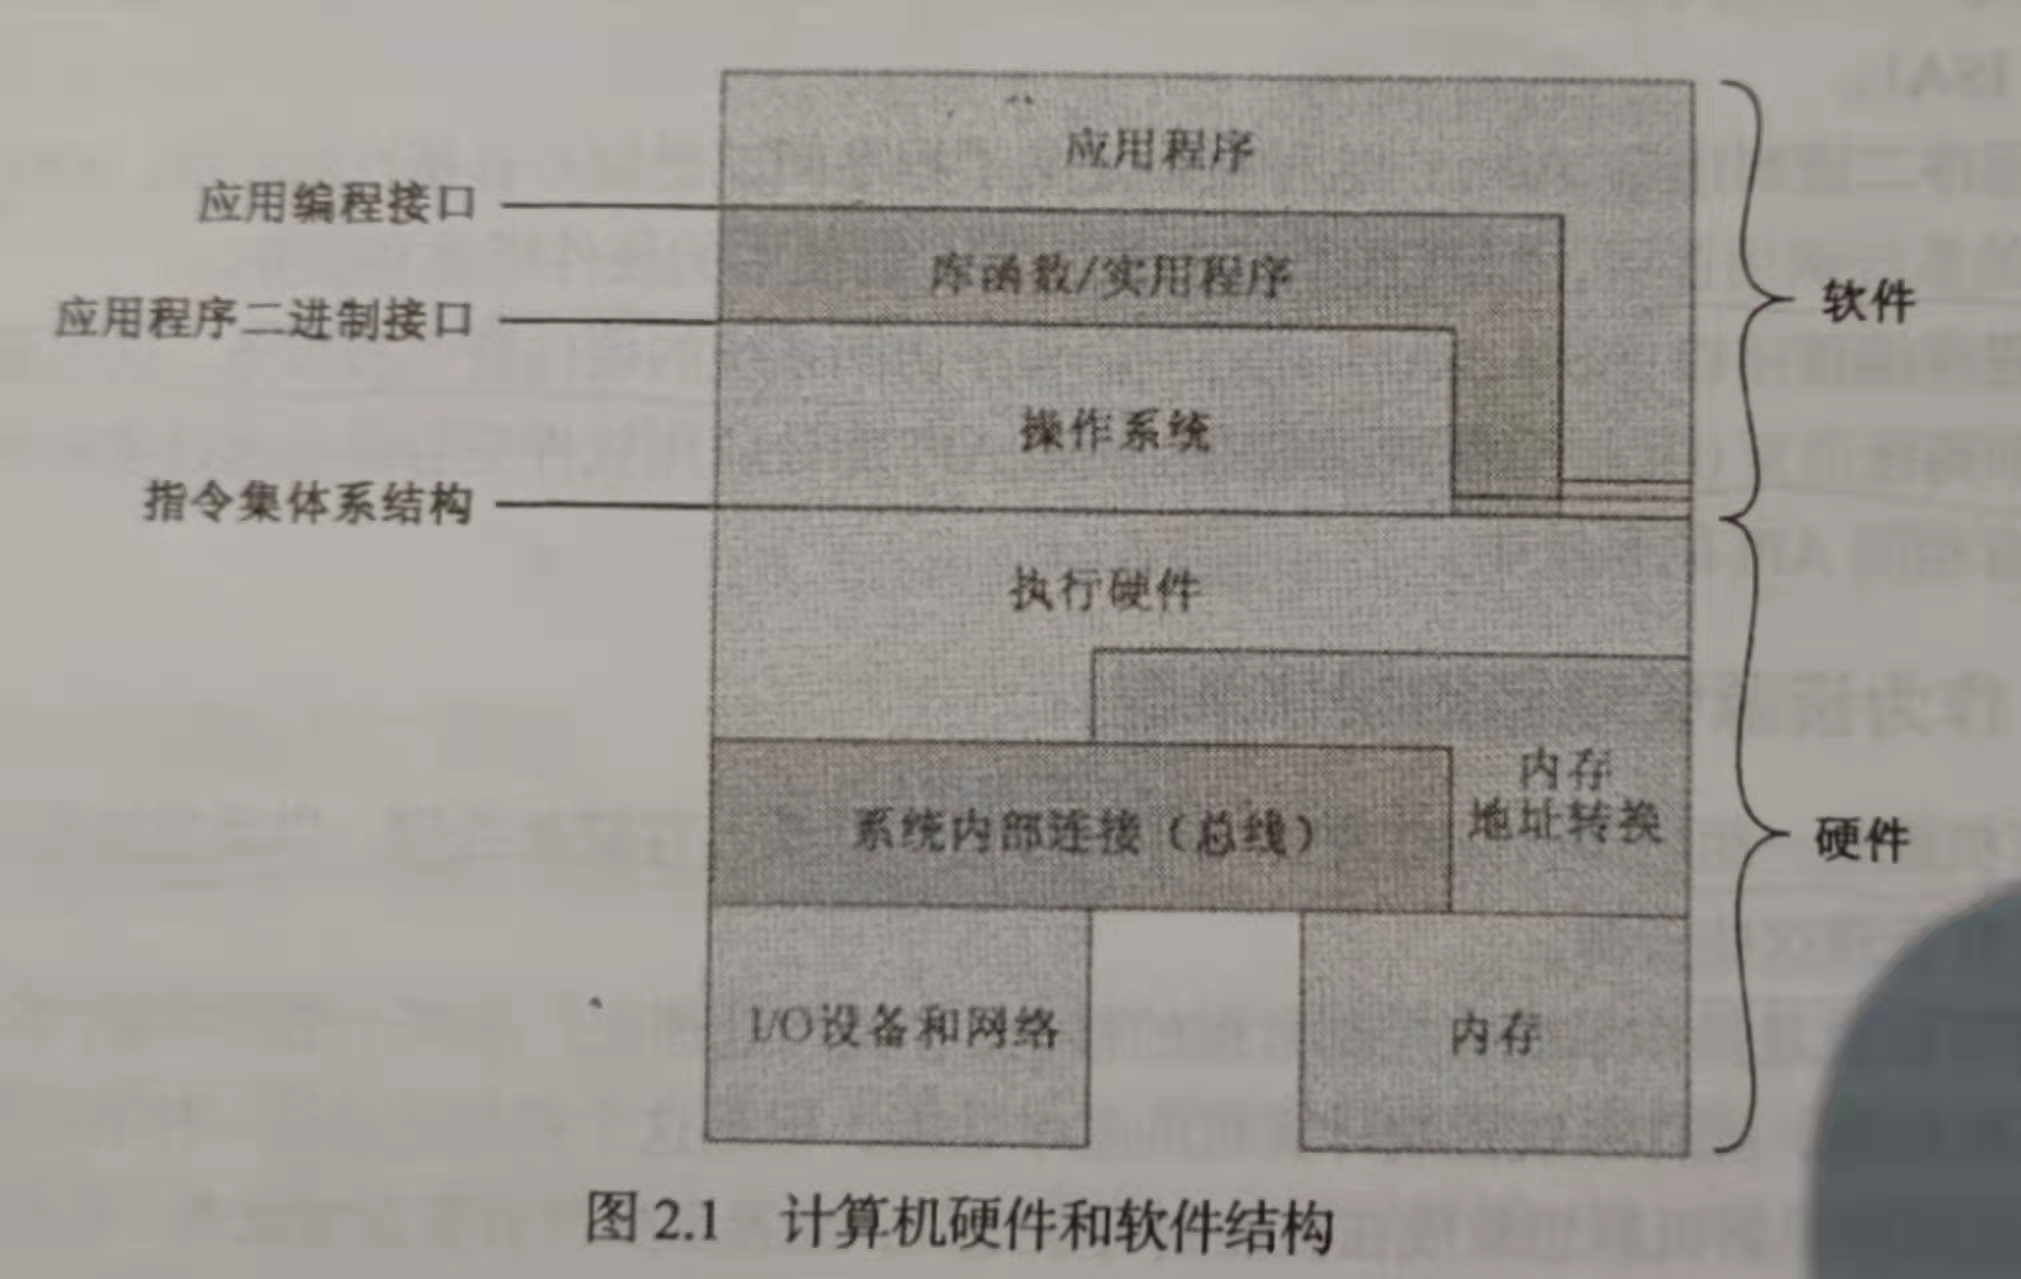 应用程序
应用编程接口
库函数/实用程序
软件
应用程序二进制接口
操作系统
指令集体系结构
执行硬件
内存
地址转换
系统内部连接（总线）
硬件
I/O设备和网络
内存
图 2.1 计算机硬件和软件结构